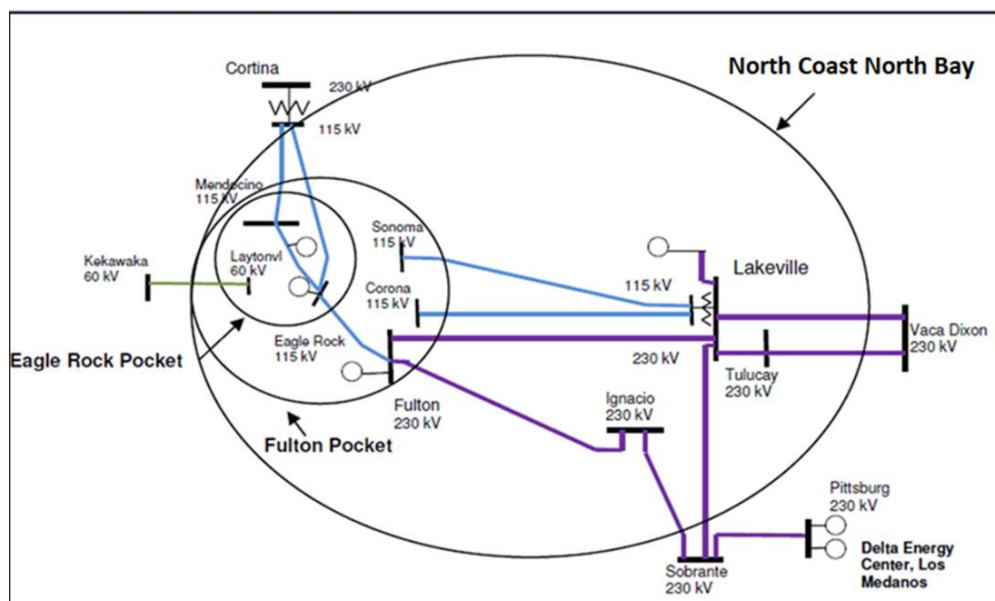 North Coast North Bay
Cortina
230 kV
115 kV
Mendocino
115 kV
Sonoma
115 kV
Kekawaka
60 kV
Laytonvl
60 kV
Corona
115 kV
115 kV
Lakeville
Eagle Rock Pocket
Eagle Rock
115 kV
230 kV
Tulucay
230 kV
Vaca Dixon
230 kV
Fulton
230 kV
Ignacio
230 kV
Fulton Pocket
Pittsburg
230 kV
Delta Energy
Center, Los
Medanos
Sobrante
230 kV